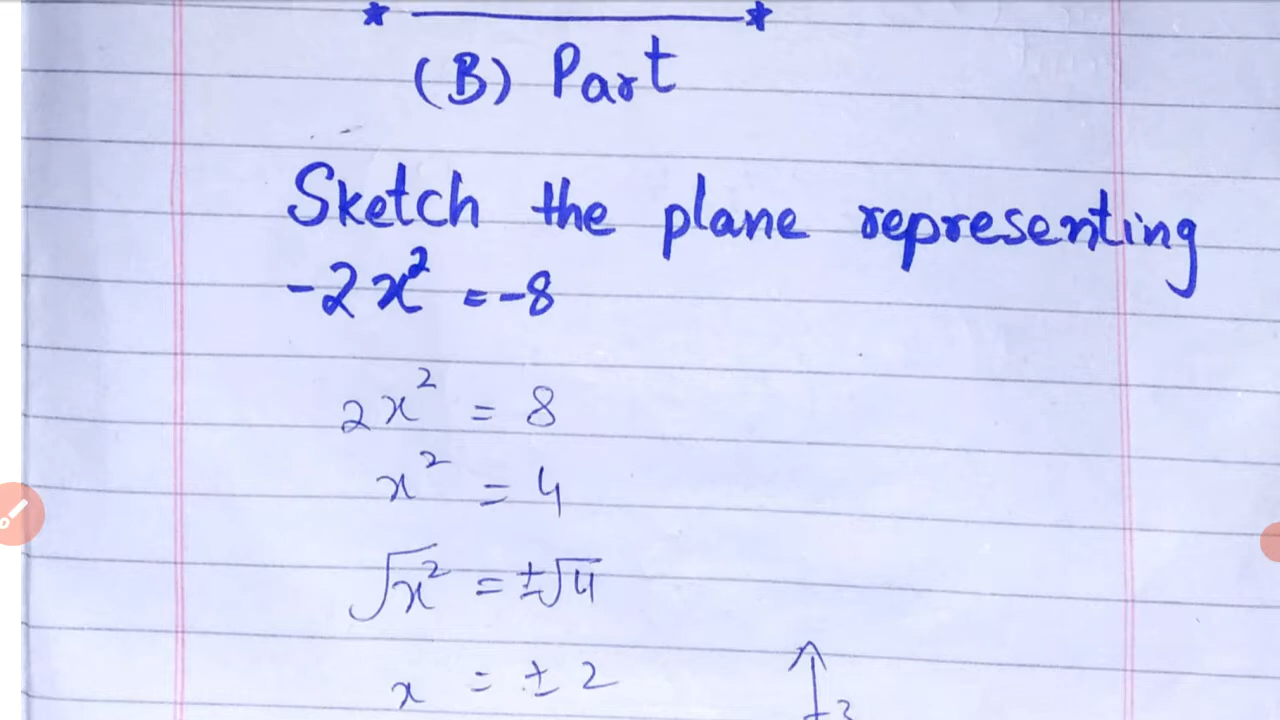 (B) Part
Sketch the plane representing
-2x² = -8
2x² = 8
x² = 4
√x² = ±√4
x = ±2